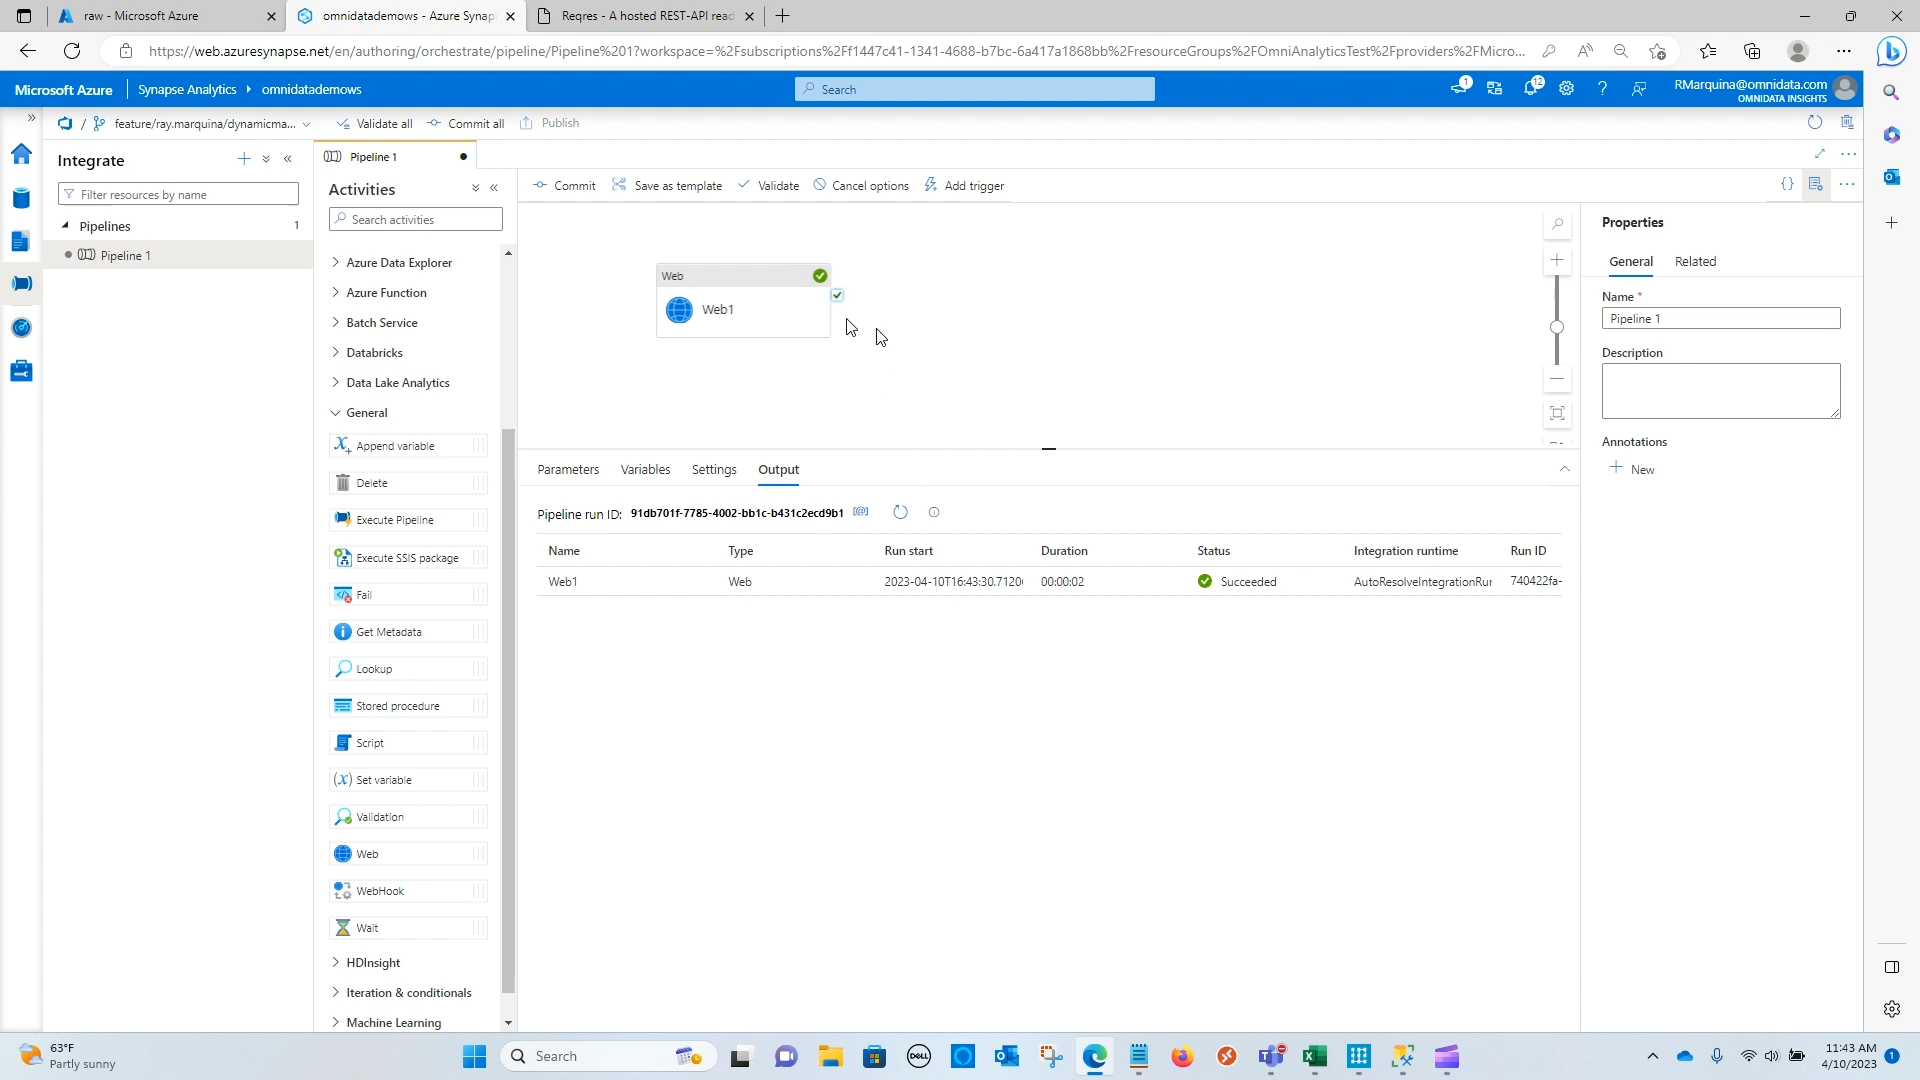 raw - Microsoft Azure
omnidatademows - Azure Synaps
Reqres - A hosted REST-API read
https://web.azuresynapse.net/en/authoring/orchestrate/pipeline/Pipeline%201?workspace=%2Fsubscriptions%2Ff1447c41-1341-4688-b7bc-6a417a1868bb%2FresourceGroups%2FOmniAnalyticsTest%2Fproviders%2FMicro...
Microsoft Azure
Synapse Analytics
omnidatademows
Search
1
12
RMarquina@omnidata.com
OMNIDATA INSIGHTS
/ feature/ray.marquina/dynamicma...
Validate all
Commit all
Publish
Integrate
Filter resources by name
Pipelines
1
Pipeline 1
Pipeline 1
Activities
Search activities
Azure Data Explorer
Azure Function
Batch Service
Databricks
Data Lake Analytics
General
Append variable
Delete
Execute Pipeline
Execute SSIS package
Fail
Get Metadata
Lookup
Stored procedure
Script
Set variable
Validation
Web
WebHook
Wait
HDInsight
Iteration & conditionals
Machine Learning
Commit
Save as template
Validate
Cancel options
Add trigger
Web
Web1
Parameters
Variables
Settings
Output
Pipeline run ID: 91db701f-7785-4002-bb1c-b431c2ecd9b1
Name Type Run start Duration Status Integration runtime Run ID
Web1 Web 2023-04-10T16:43:30.7120 00:00:02 Succeeded AutoResolveIntegrationRur 740422fa-
Properties
General
Related
Name *
Pipeline 1
Description
Annotations
New
63°F
Partly sunny
Search
DELL
11:43 AM
4/10/2023
1